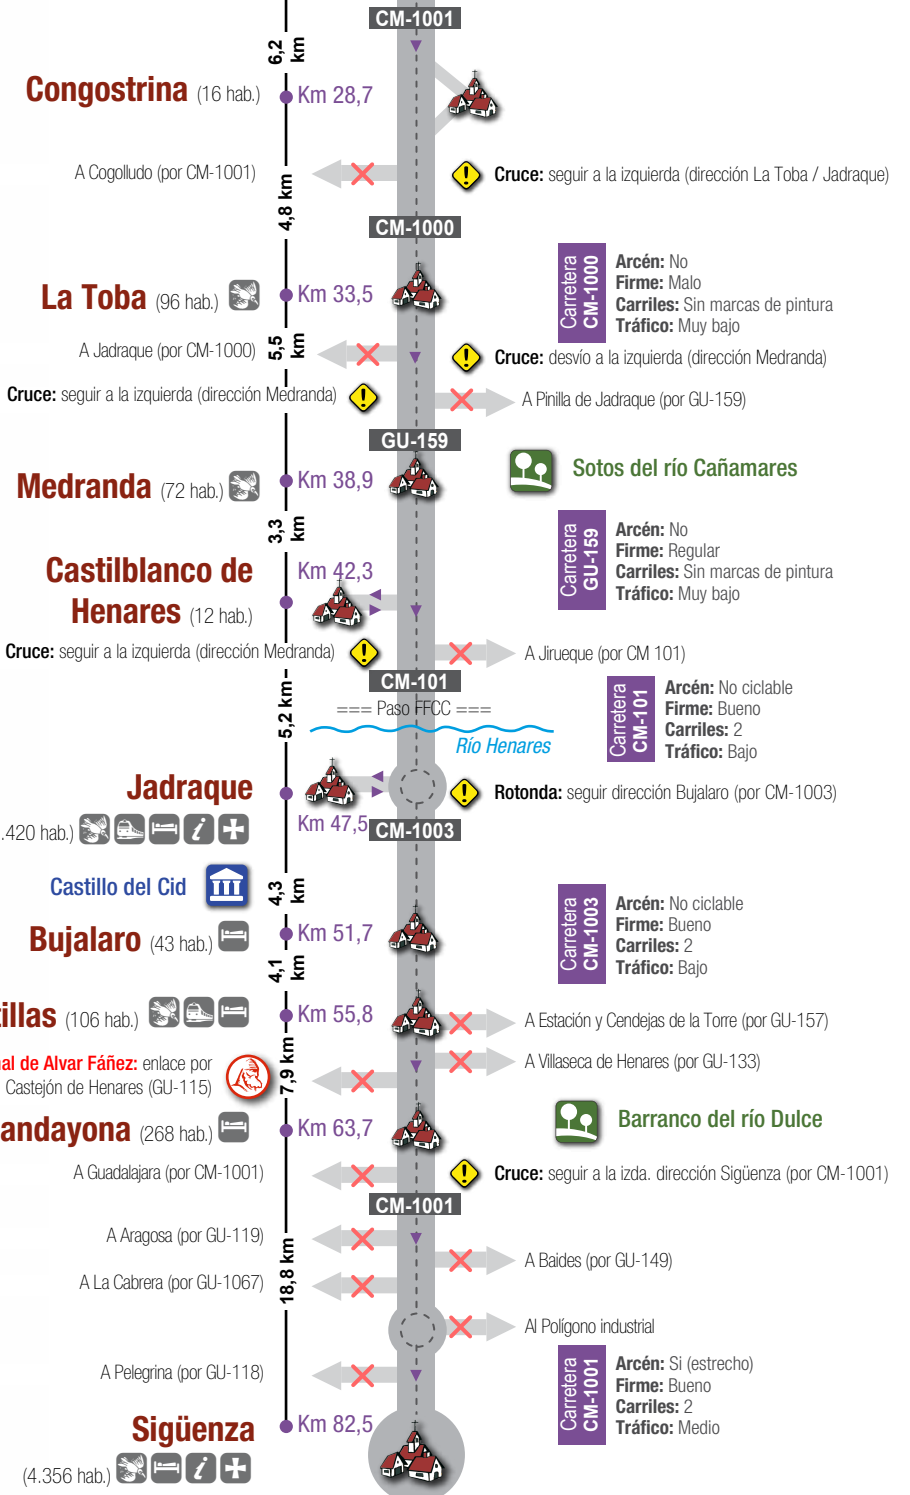 CM-1001
6,2 km
Congostrina (16 hab.)
Km 28,7
A Cogolludo (por CM-1001)
Cruce: seguir a la izquierda (dirección La Toba / Jadraque)
4,8 km
CM-1000
La Toba (96 hab.)
Km 33,5
Carretera CM-1000
Arcén: No
Firme: Malo
Carriles: Sin marcas de pintura
Tráfico: Muy bajo
5,5 km
A Jadraque (por CM-1000)
Cruce: desvío a la izquierda (dirección Medranda)
Cruce: seguir a la izquierda (dirección Medranda)
A Pinilla de Jadraque (por GU-159)
GU-159
Medranda (72 hab.)
Km 38,9
Sotos del río Cañamares
3,3 km
Carretera GU-159
Arcén: No
Firme: Regular
Carriles: Sin marcas de pintura
Tráfico: Muy bajo
Castilblanco de
Henares (12 hab.)
Km 42,3
Cruce: seguir a la izquierda (dirección Medranda)
A Jirueque (por CM 101)
CM-101
5,2 km
=== Paso FFCC ===
Río Henares
Carretera CM-101
Arcén: No ciclable
Firme: Bueno
Carriles: 2
Tráfico: Bajo
Jadraque
.420 hab.)
Km 47,5
Rotonda: seguir dirección Bujalaro (por CM-1003)
CM-1003
Castillo del Cid
4,3 km
Bujalaro (43 hab.)
Km 51,7
Carretera CM-1003
Arcén: No ciclable
Firme: Bueno
Carriles: 2
Tráfico: Bajo
4,1 km
tillas (106 hab.)
Km 55,8
A Estación y Cendejas de la Torre (por GU-157)
A Villaseca de Henares (por GU-133)
nal de Alvar Fáñez: enlace por
Castejón de Henares (GU-115)
7,9 km
andayona (268 hab.)
Km 63,7
Barranco del río Dulce
A Guadalajara (por CM-1001)
Cruce: seguir a la izda. dirección Sigüenza (por CM-1001)
CM-1001
A Aragosa (por GU-119)
A Baides (por GU-149)
18,8 km
A La Cabrera (por GU-1067)
Al Polígono industrial
A Pelegrina (por GU-118)
Carretera CM-1001
Arcén: Si (estrecho)
Firme: Bueno
Carriles: 2
Tráfico: Medio
Sigüenza
(4.356 hab.)
Km 82,5